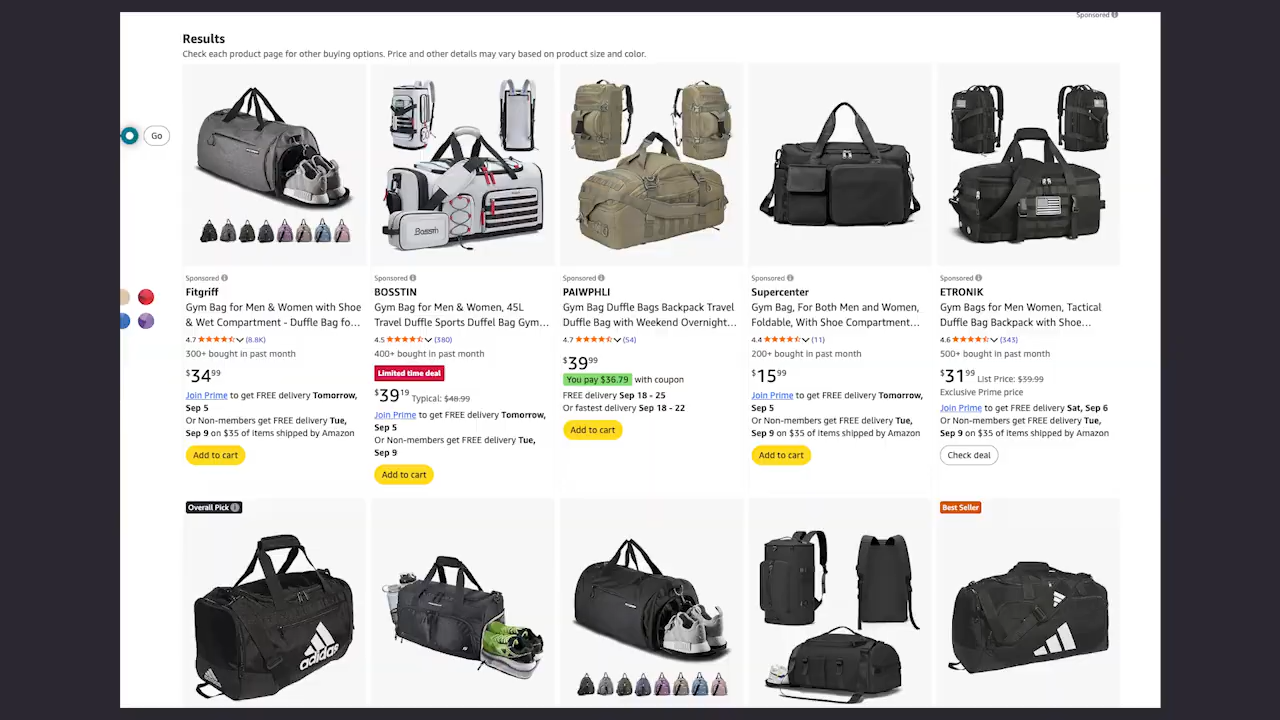 Sponsored
Results
Check each product page for other buying options. Price and other details may vary based on product size and color.
Go
Sponsored
Fitgriff
Gym Bag for Men & Women with Shoe
& Wet Compartment - Duffle Bag fo...
4.7 (8.8K)
300+ bought in past month
$34.99
Join Prime to get FREE delivery Tomorrow,
Sep 5
Or Non-members get FREE delivery Tue,
Sep 9 on $35 of items shipped by Amazon
Add to cart
Bosstin
Sponsored
BOSSTIN
Gym Bag for Men & Women, 45L
Travel Duffle Sports Duffel Bag Gym...
4.5 (380)
400+ bought in past month
Limited time deal
$39.19 Typical: $48.99
Join Prime to get FREE delivery Tomorrow,
Sep 5
Or Non-members get FREE delivery Tue,
Sep 9
Add to cart
Sponsored
PAIWPHLI
Gym Bag Duffle Bags Backpack Travel
Duffle Bag with Weekend Overnight...
4.7 (54)
$39.99
You pay $36.79 with coupon
FREE delivery Sep 18 - 25
Or fastest delivery Sep 18 - 22
Add to cart
Sponsored
Supercenter
Gym Bag, For Both Men and Women,
Foldable, With Shoe Compartment...
4.4 (11)
200+ bought in past month
$15.99
Join Prime to get FREE delivery Tomorrow,
Sep 5
Or Non-members get FREE delivery Tue,
Sep 9 on $35 of items shipped by Amazon
Add to cart
Sponsored
ETRONIK
Gym Bags for Men Women, Tactical
Duffle Bag Backpack with Shoe...
4.6 (343)
500+ bought in past month
$31.99 List Price: $39.99
Exclusive Prime price
Join Prime to get FREE delivery Sat, Sep 6
Or Non-members get FREE delivery Tue,
Sep 9 on $35 of items shipped by Amazon
Check deal
Overall Pick
adidas
Best Seller